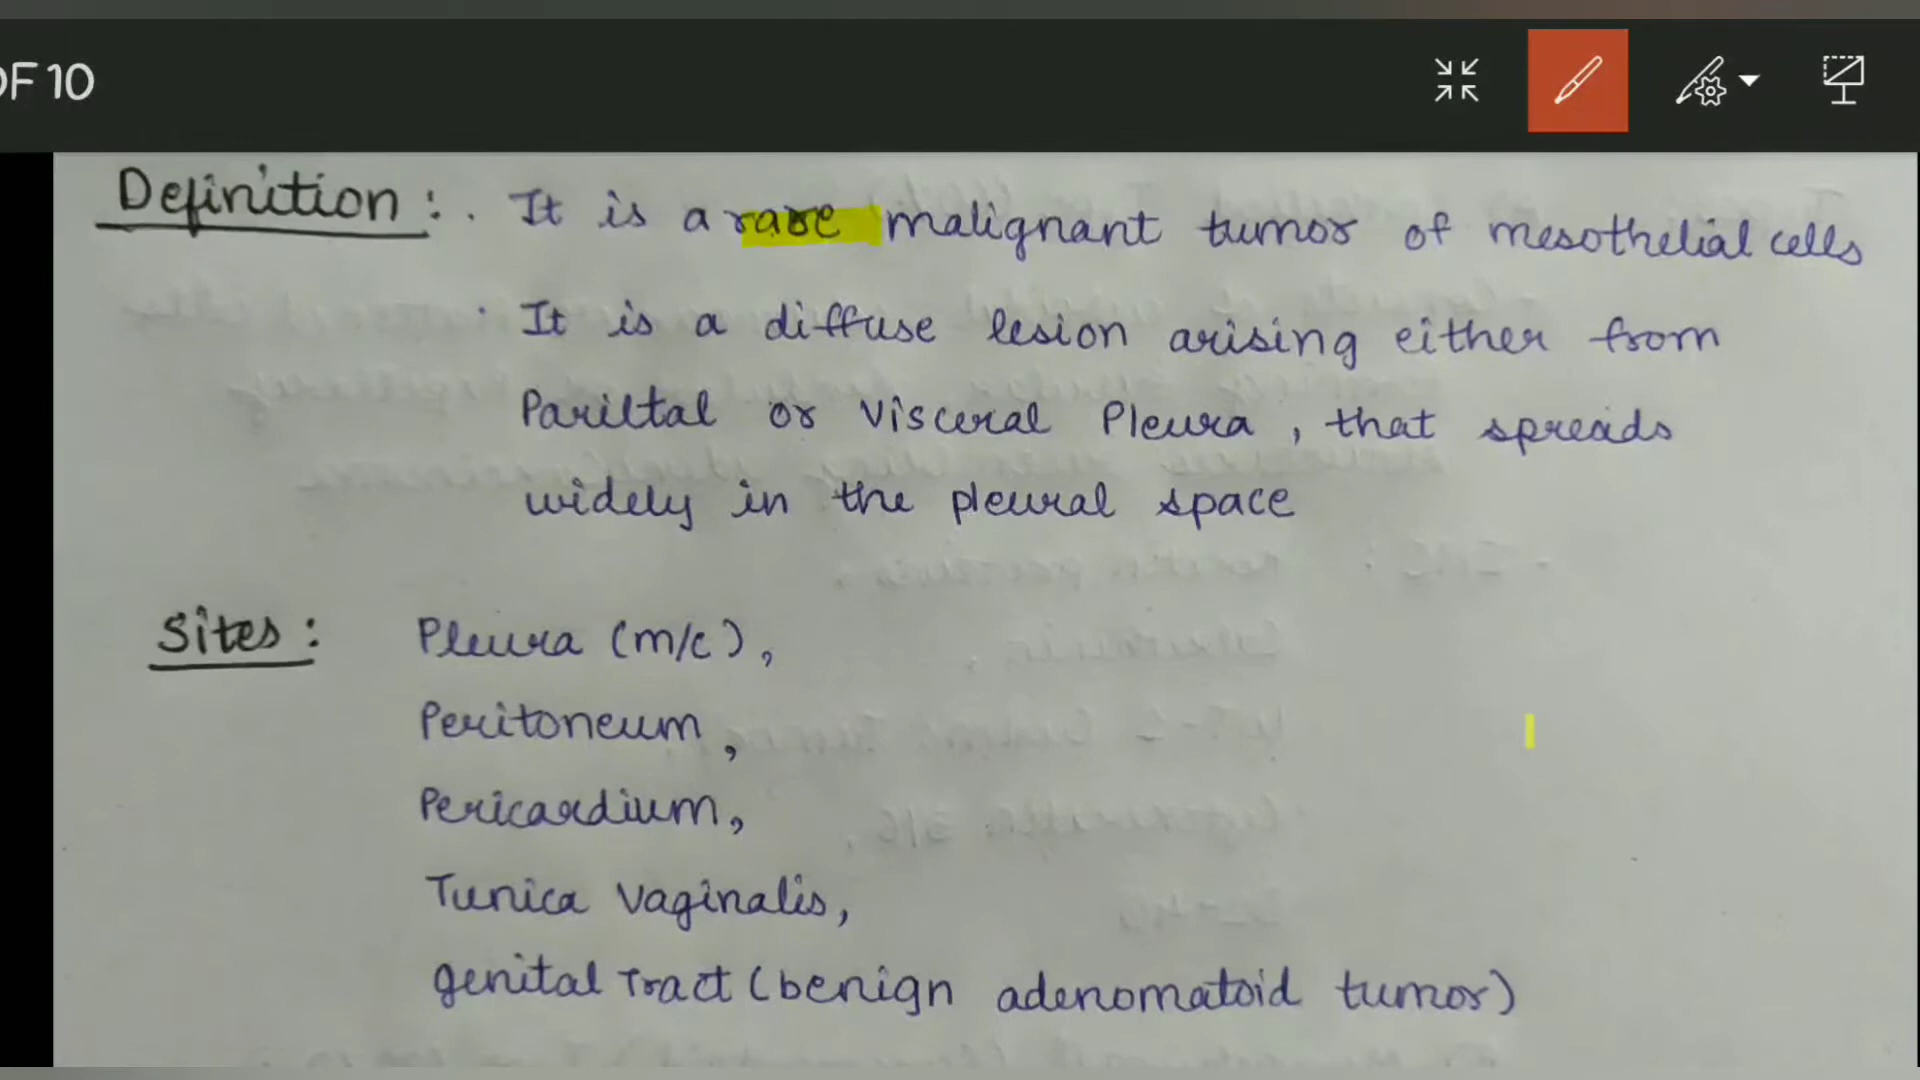 OF 10
Definition: . It is a rare malignant tumor of mesothelial cells
· It is a diffuse lesion arising either from
Parietal or Visceral Pleura, that spreads
widely in the pleural space
Sites: Pleura (m/c),
Peritoneum,
Pericardium,
Tunica Vaginalis,
genital Tract (benign adenomatoid tumor)